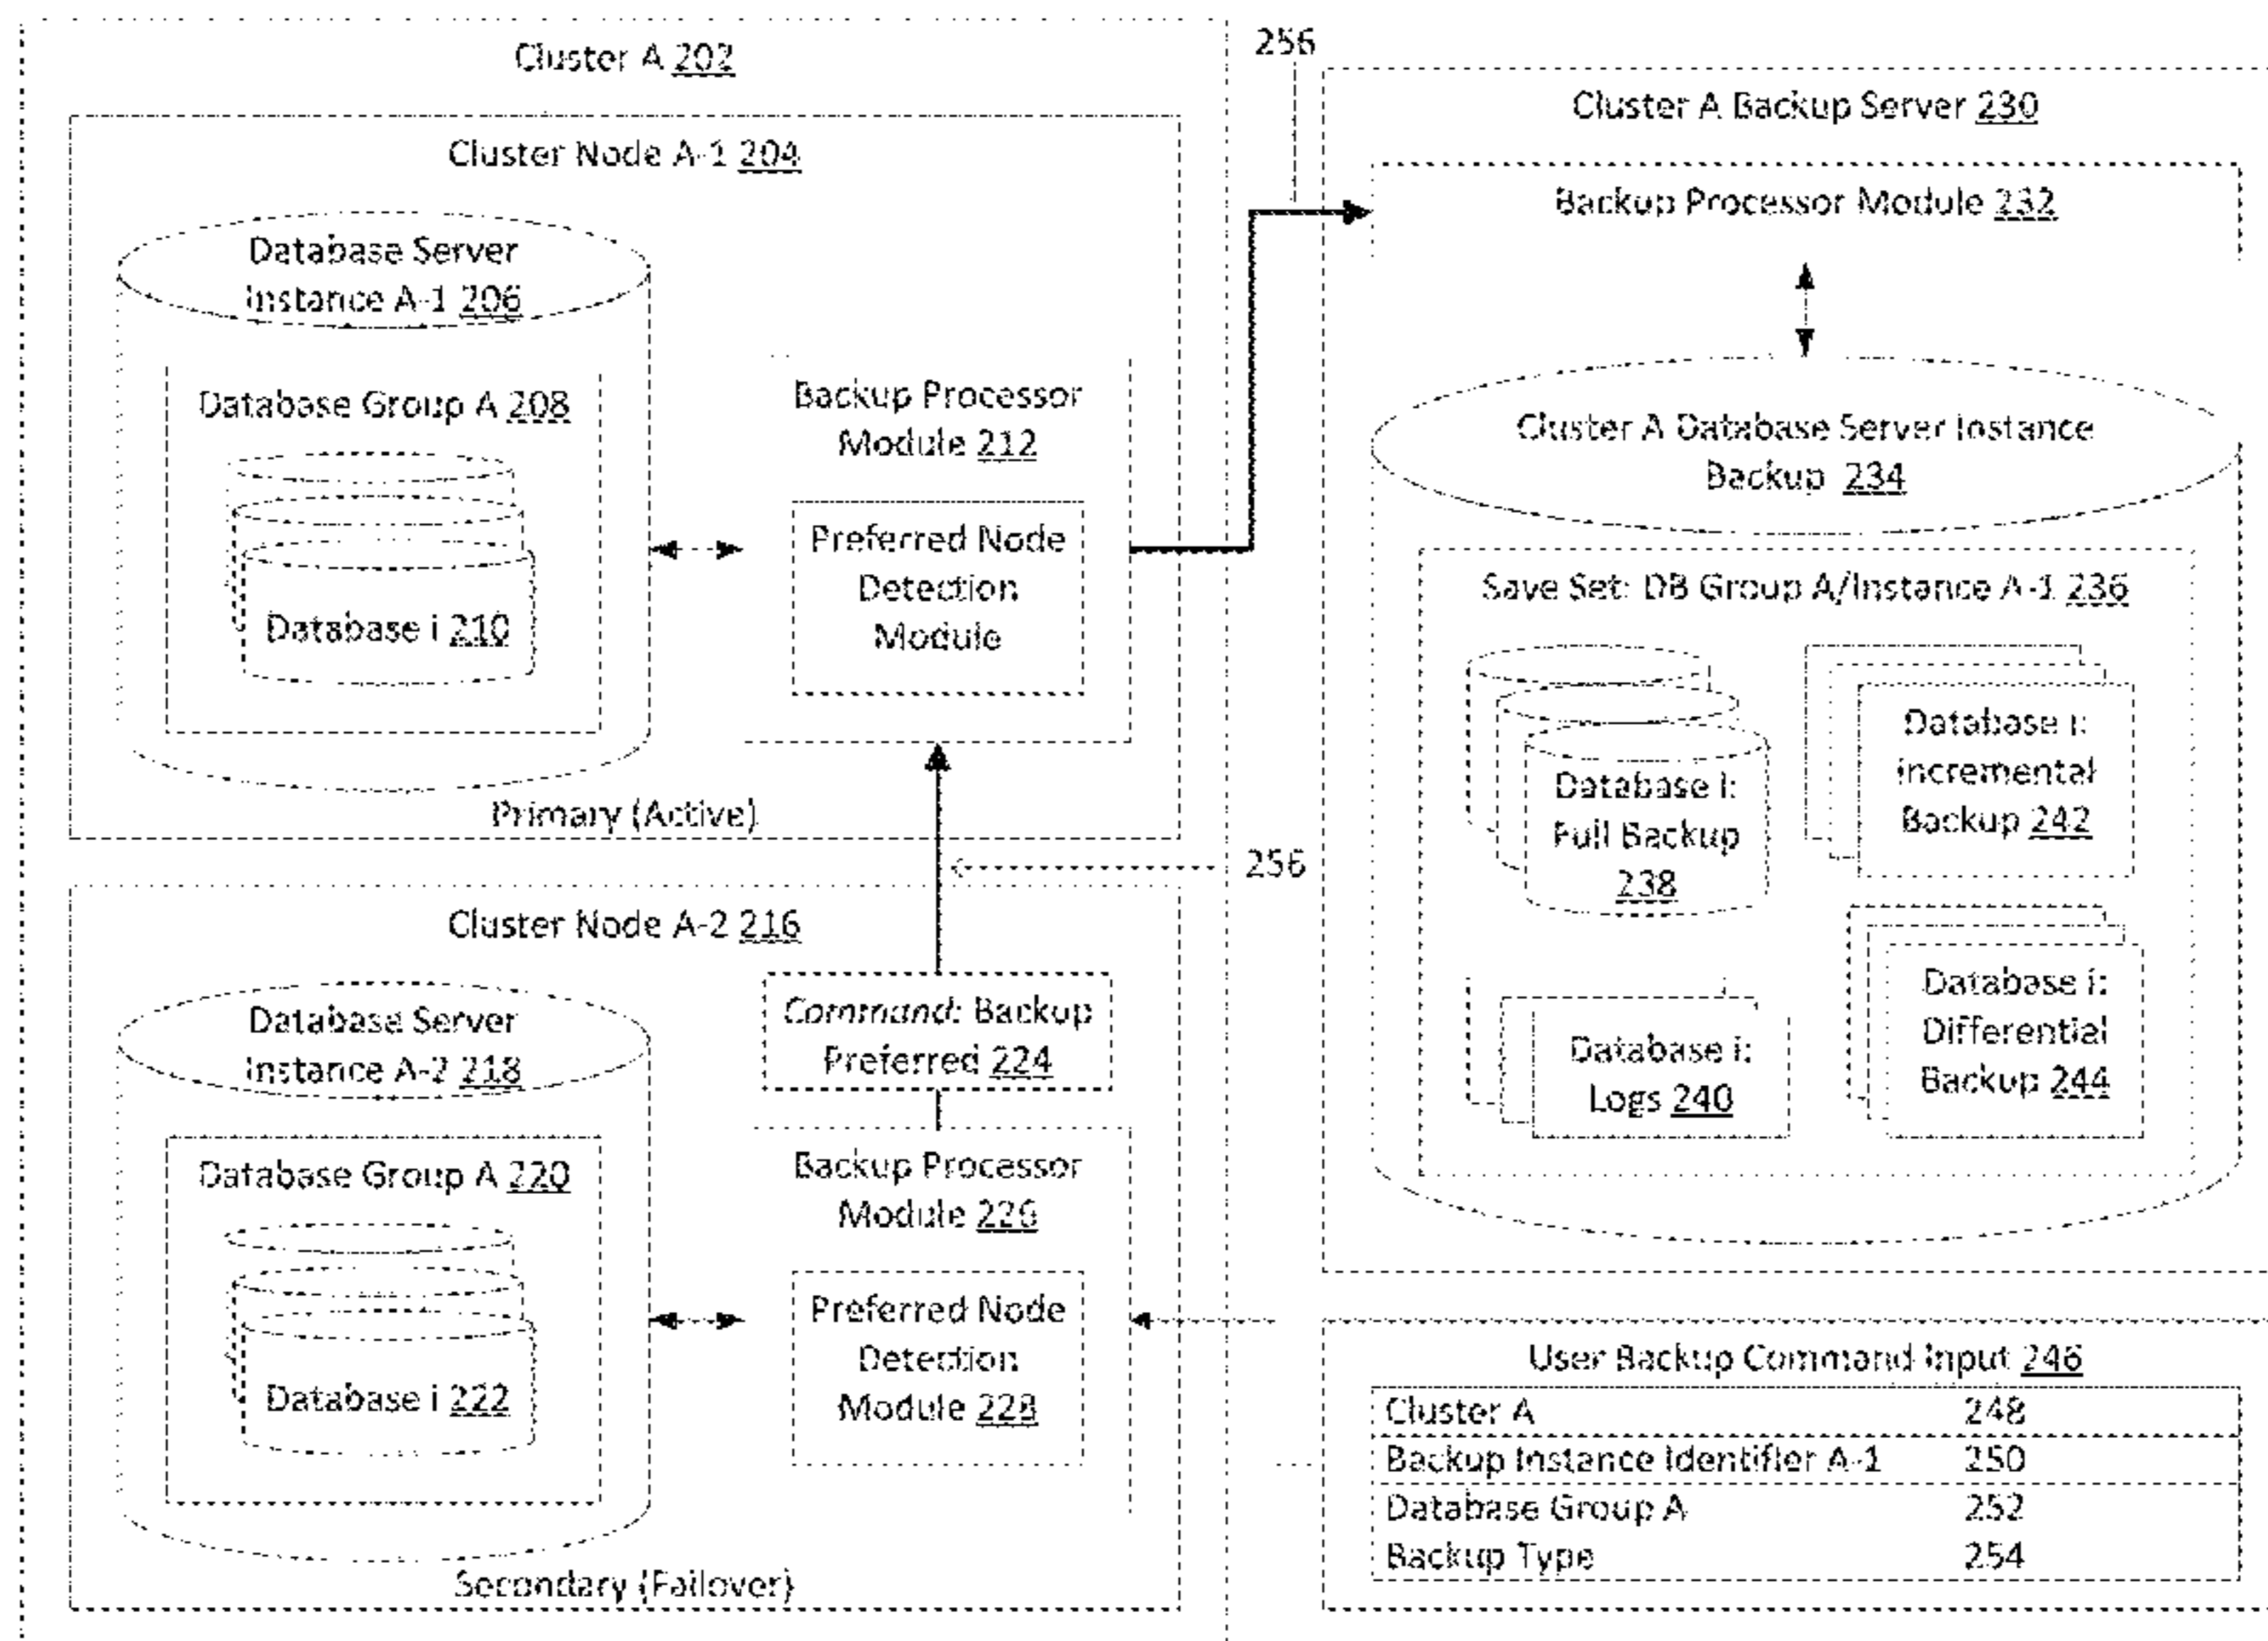 Cluster A 202
Cluster Node A-1 204
Database Server
Instance A-1 206
Database Group A 208
Database i 210
Backup Processor
Module 212
Preferred Node
Detection
Module
Primary (Active)
256
256
Cluster Node A-2 216
Database Server
Instance A-2 218
Database Group A 220
Database i 222
Command: Backup
Preferred 224
Backup Processor
Module 226
Preferred Node
Detection
Module 228
Secondary (Failover)
Cluster A Backup Server 230
Backup Processor Module 232
Cluster A Database Server Instance
Backup 234
Save Set: DB Group A/Instance A-1 236
Database i:
Full Backup
238
Database i:
incremental
Backup 242
Database i:
Logs 240
Database i:
Differential
Backup 244
User Backup Command Input 246
Cluster A 248
Backup Instance Identifier A-1 250
Database Group A 252
Backup Type 254